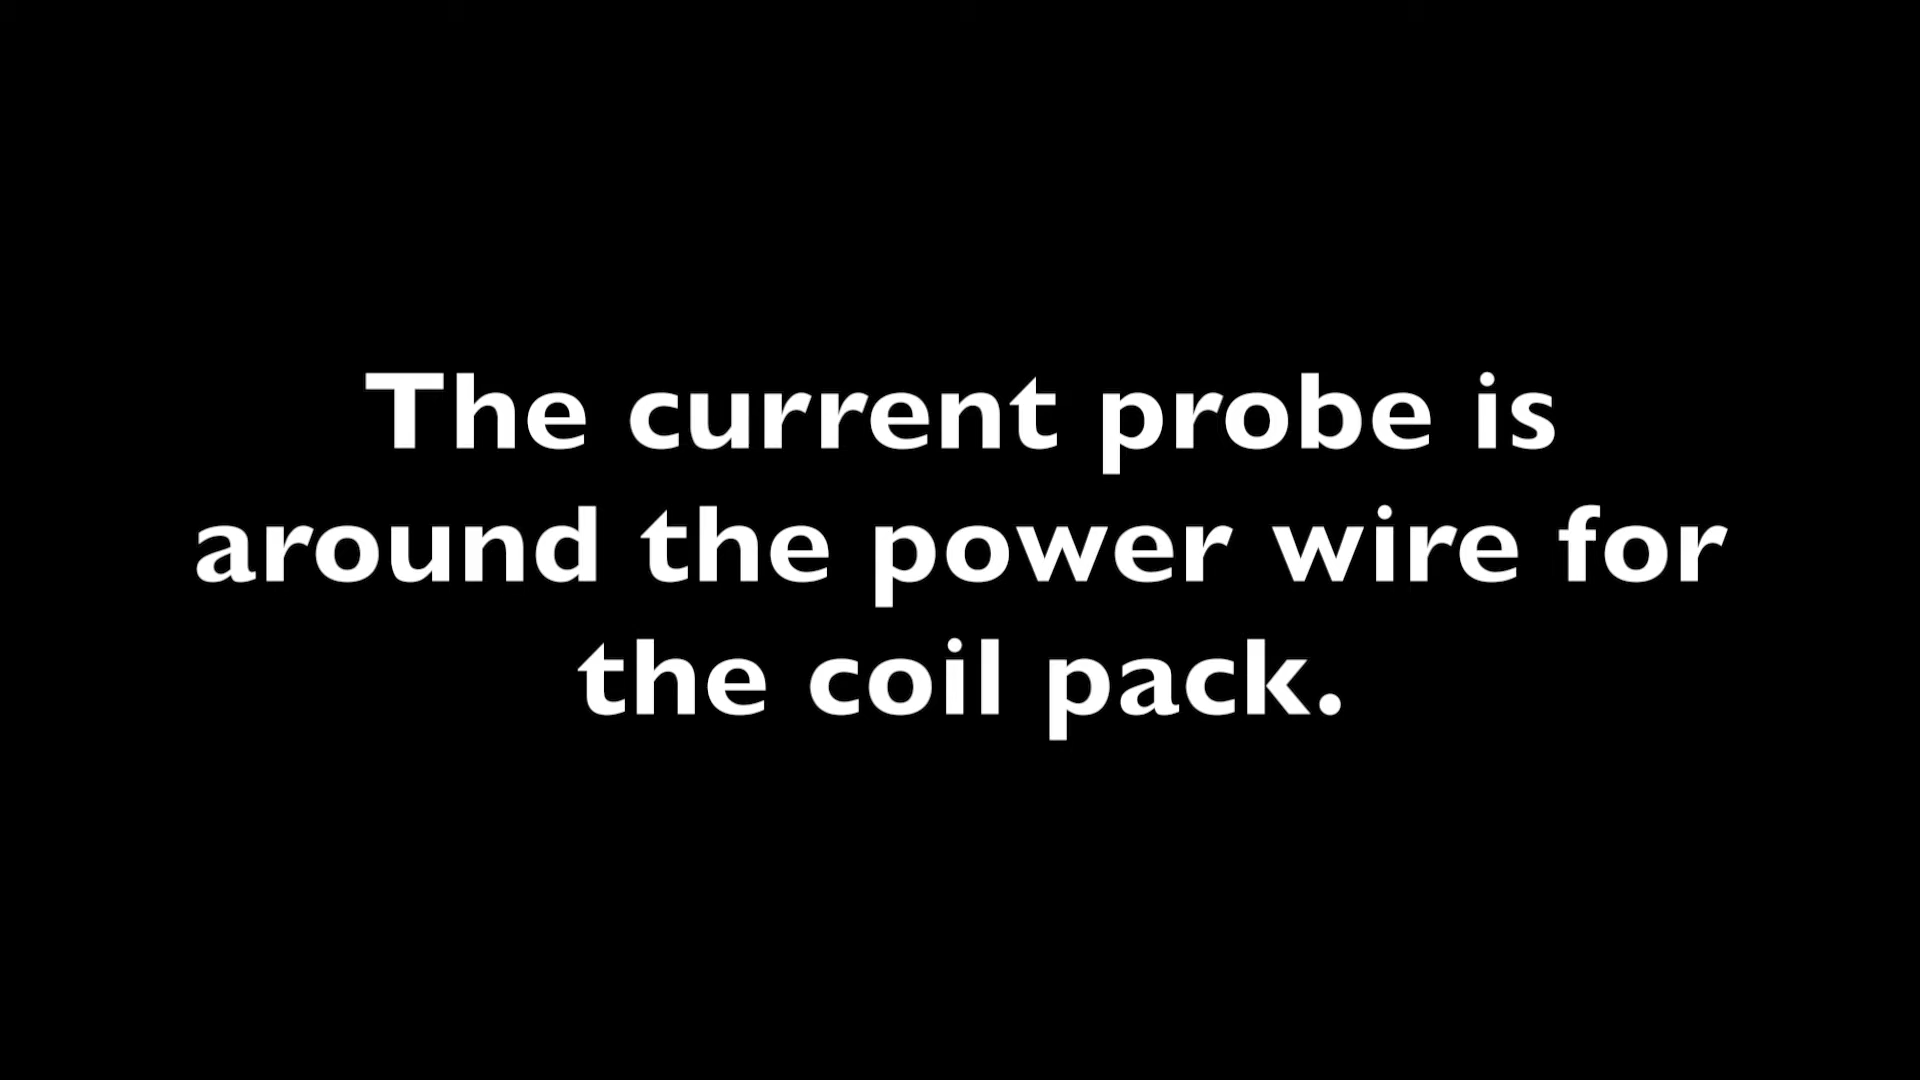 The current probe is
around the power wire for
the coil pack.